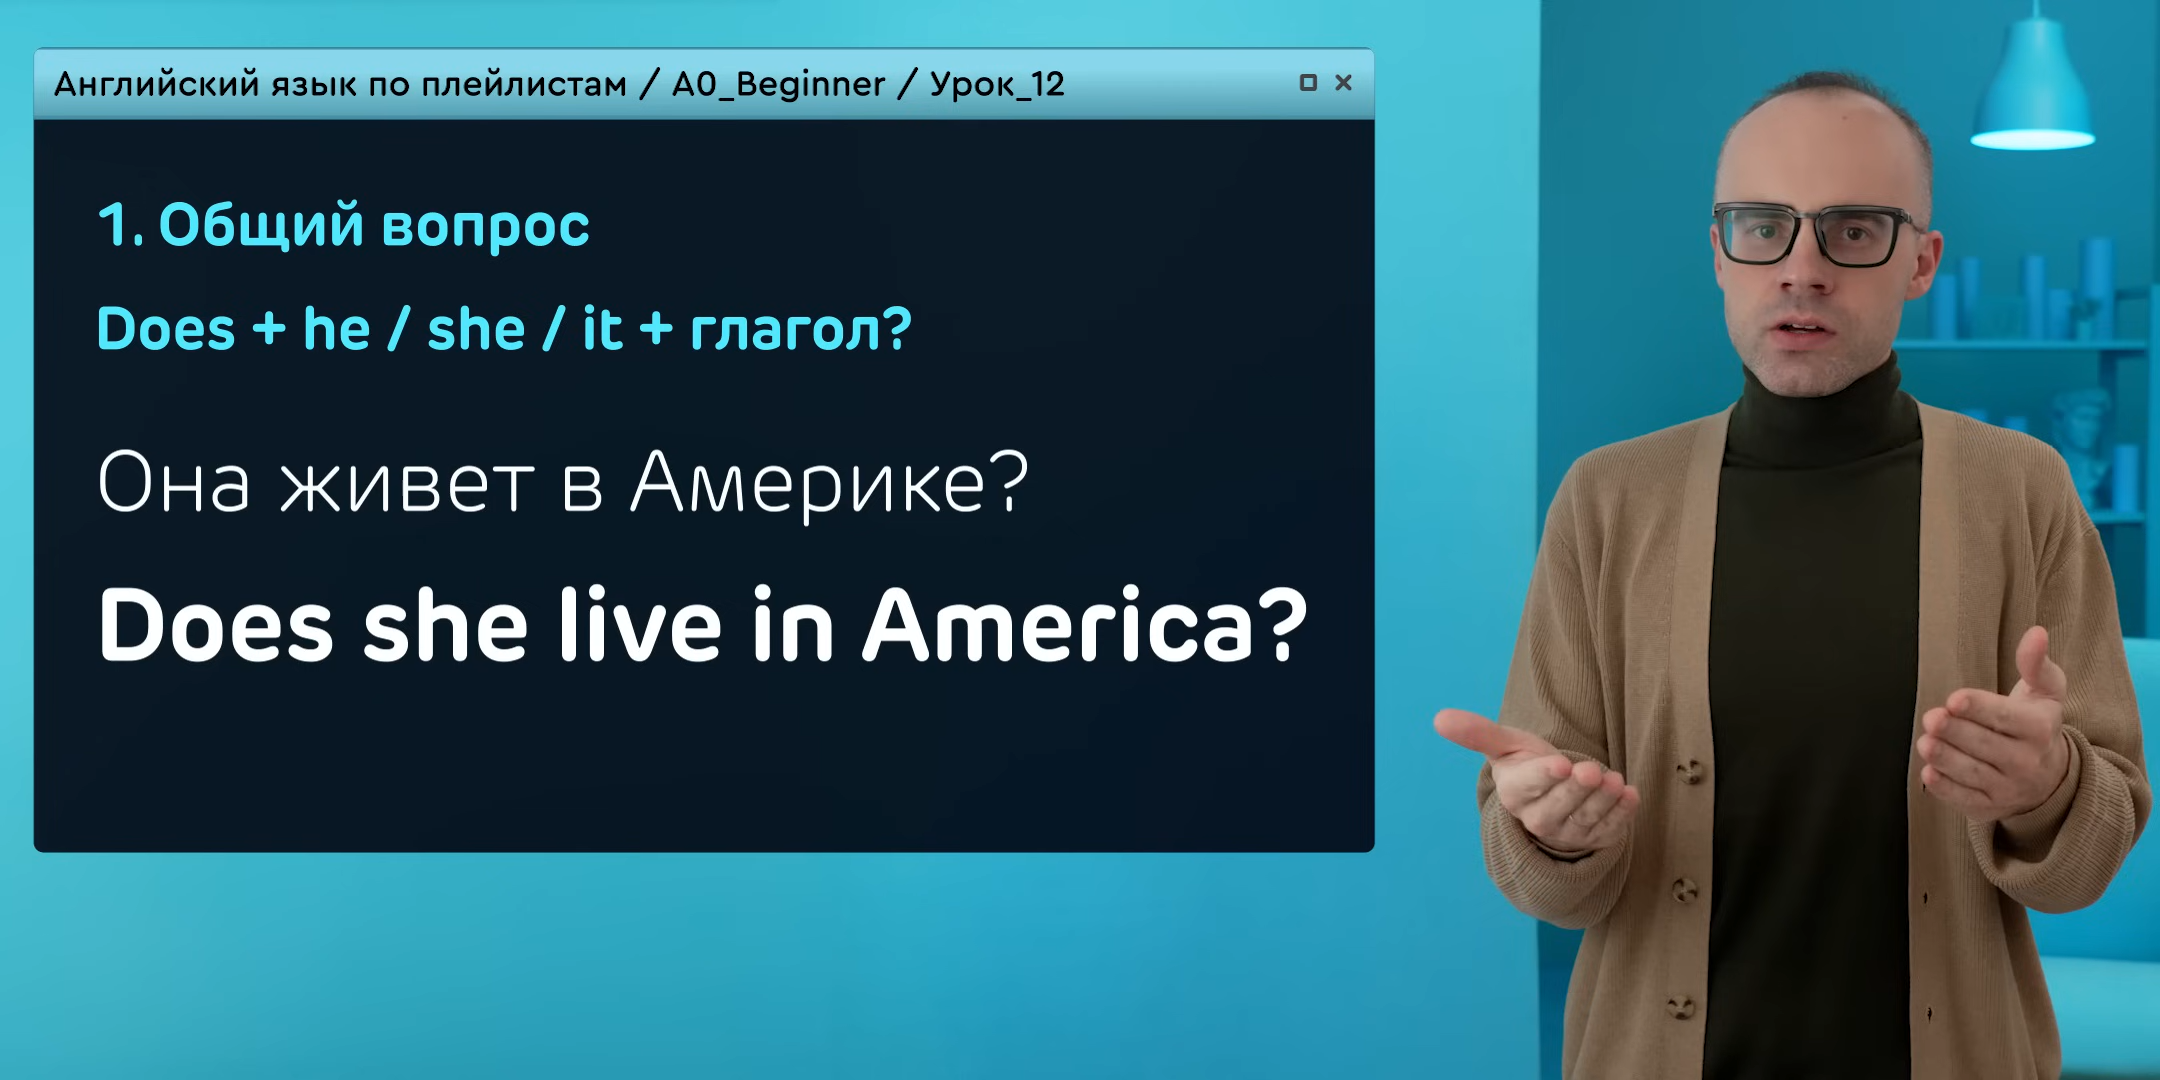 Английский язык по плейлистам / A0_Beginner / Урок_12
1. Общий вопрос
Does + he / she / it + глагол?
Она живет в Америке?
Does she live in America?